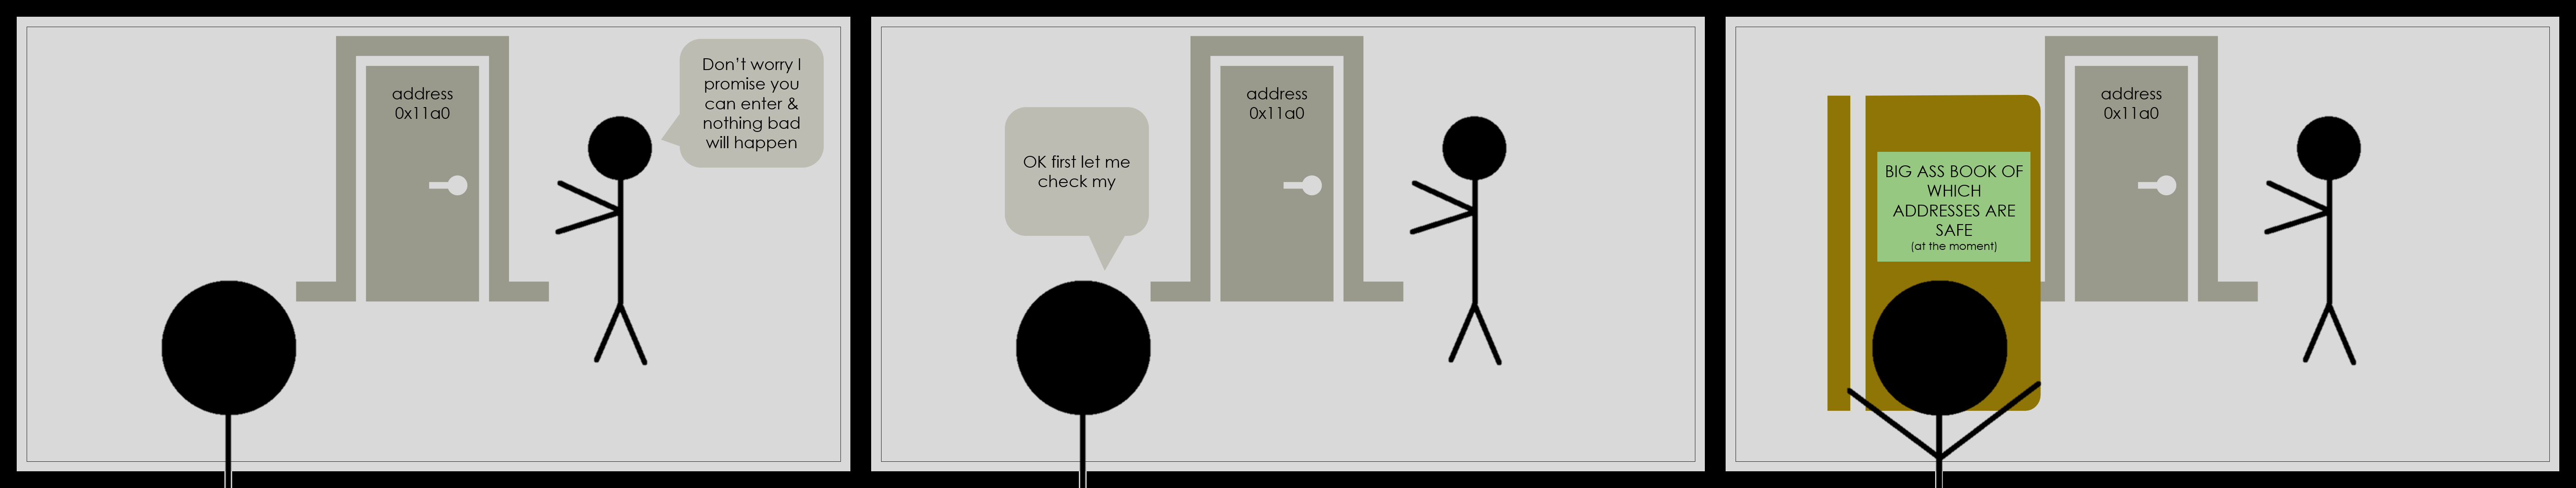 address
0x11a0
Don’t worry I
promise you
can enter &
nothing bad
will happen
OK first let me
check my
address
0x11a0
BIG ASS BOOK OF
WHICH
ADDRESSES ARE
SAFE
(at the moment)
address
0x11a0